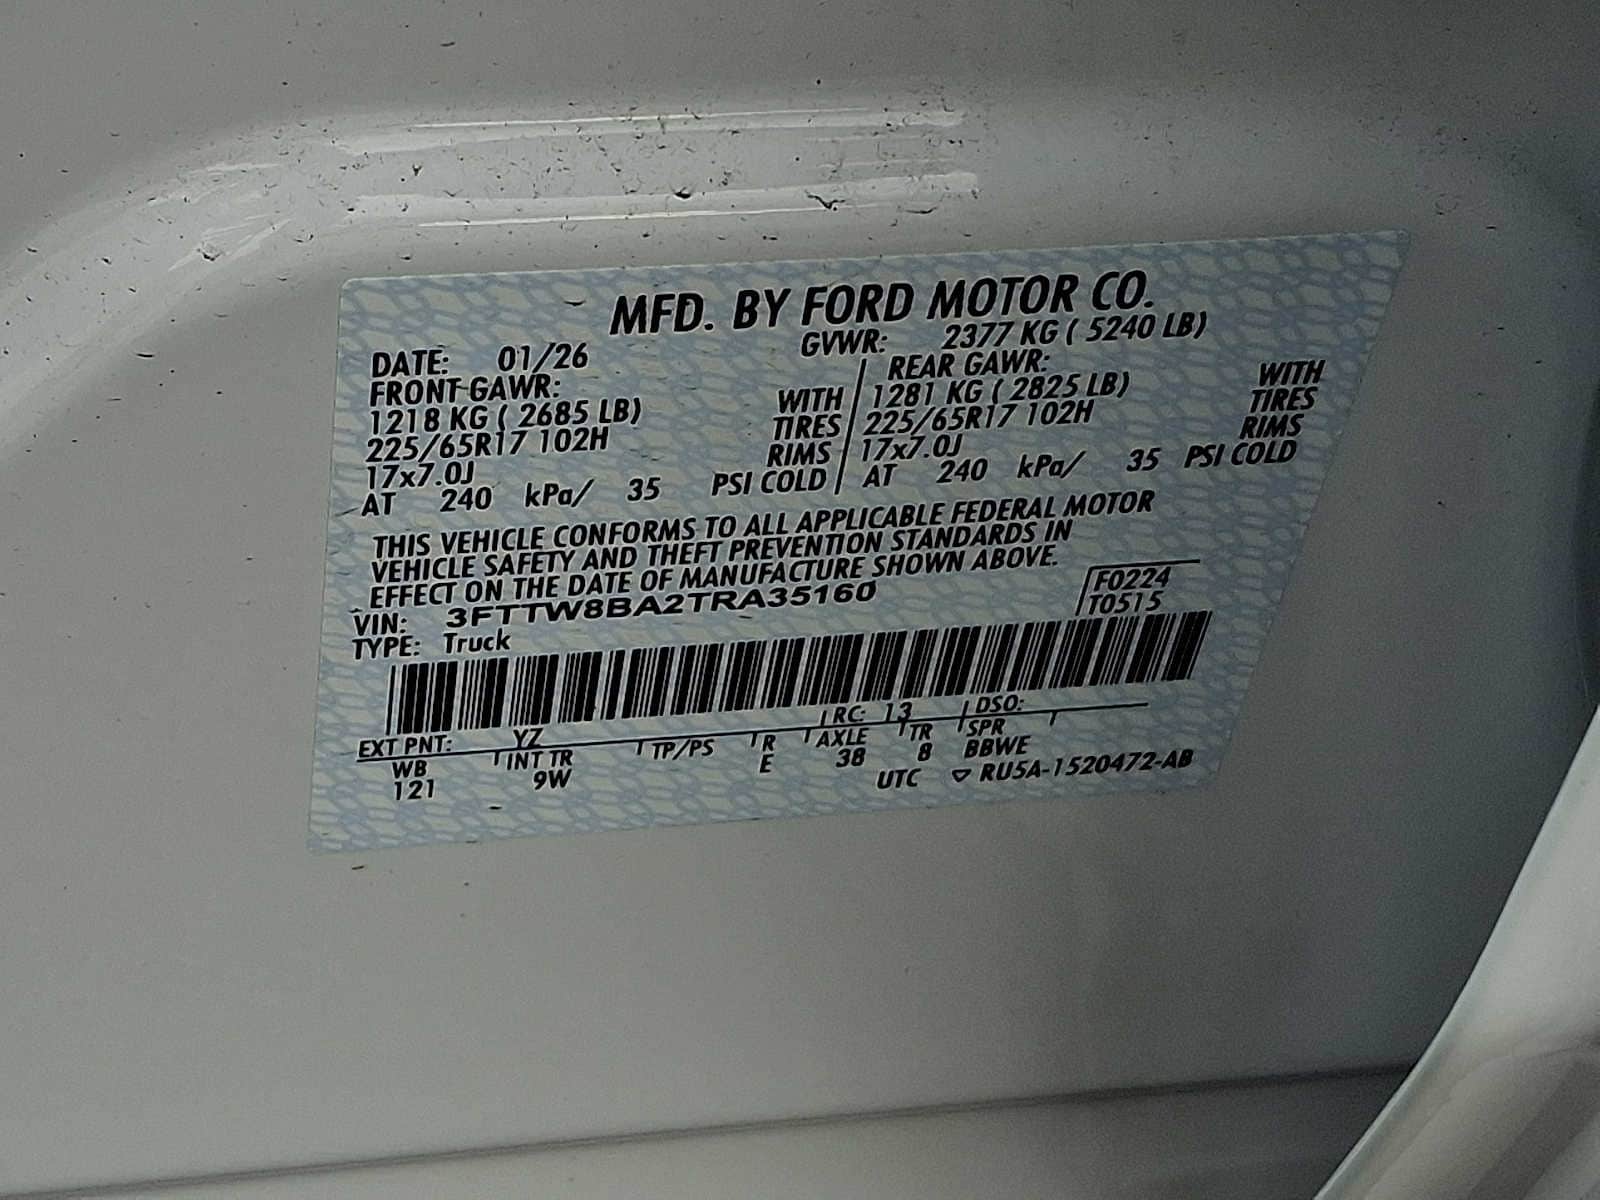 MFD. BY FORD MOTOR CO.
DATE: 01/26 GVWR: 2377 KG ( 5240 LB)
FRONT GAWR: REAR GAWR:
1218 KG ( 2685 LB) WITH 1281 KG ( 2825 LB) WITH
225/65R17 102H TIRES 225/65R17 102H TIRES
17x7.0J RIMS 17x7.0J RIMS
AT 240 kPa/ 35 PSI COLD AT 240 kPa/ 35 PSI COLD
THIS VEHICLE CONFORMS TO ALL APPLICABLE FEDERAL MOTOR
VEHICLE SAFETY AND THEFT PREVENTION STANDARDS IN
EFFECT ON THE DATE OF MANUFACTURE SHOWN ABOVE.
VIN: 3FTTW8BA2TRA35160 F0224
TYPE: Truck T0515
EXT PNT: YZ RC: 13 DSO:
WB INT TR TP/PS R AXLE TR SPR
121 9W E 38 8 BBWE
UTC ▽ RU5A-1520472-AB